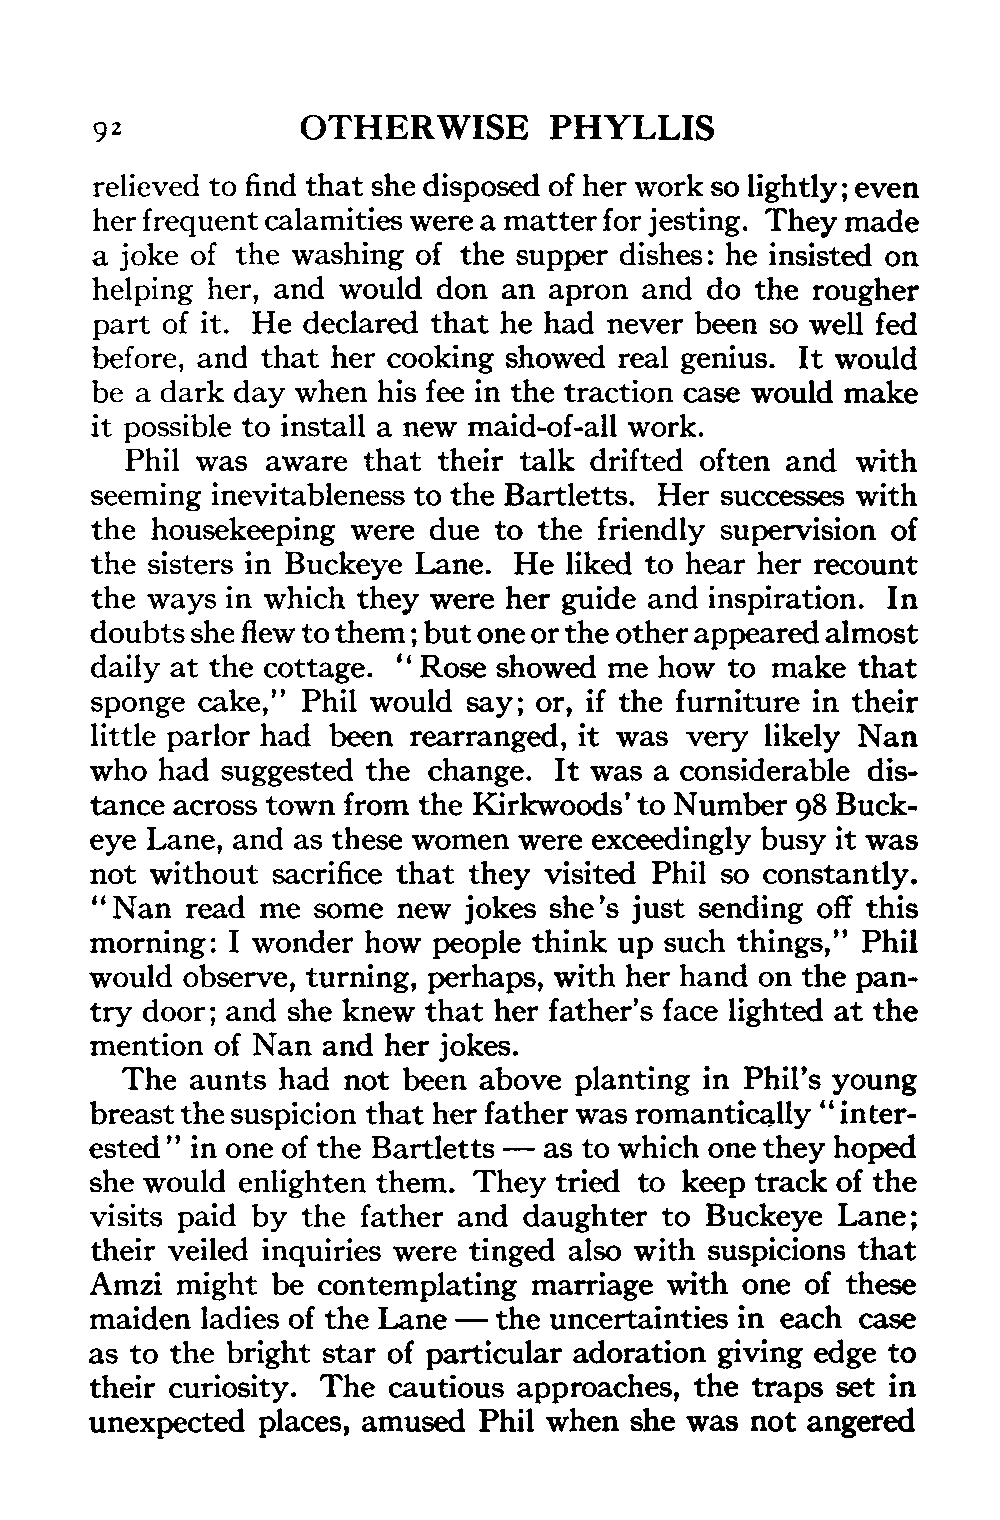 92 OTHERWISE PHYLLIS
relieved to find that she disposed of her work so lightly; even
her frequent calamities were a matter for jesting. They made
a joke of the washing of the supper dishes: he insisted on
helping her, and would don an apron and do the rougher
part of it. He declared that he had never been so well fed
before, and that her cooking showed real genius. It would
be a dark day when his fee in the traction case would make
it possible to install a new maid-of-all work.
Phil was aware that their talk drifted often and with
seeming inevitableness to the Bartletts. Her successes with
the housekeeping were due to the friendly supervision of
the sisters in Buckeye Lane. He liked to hear her recount
the ways in which they were her guide and inspiration. In
doubts she flew to them; but one or the other appeared almost
daily at the cottage. "Rose showed me how to make that
sponge cake," Phil would say; or, if the furniture in their
little parlor had been rearranged, it was very likely Nan
who had suggested the change. It was a considerable dis-
tance across town from the Kirkwoods' to Number 98 Buck-
eye Lane, and as these women were exceedingly busy it was
not without sacrifice that they visited Phil so constantly.
"Nan read me some new jokes she's just sending off this
morning: I wonder how people think up such things," Phil
would observe, turning, perhaps, with her hand on the pan-
try door; and she knew that her father's face lighted at the
mention of Nan and her jokes.
The aunts had not been above planting in Phil's young
breast the suspicion that her father was romantically "inter-
ested" in one of the Bartletts — as to which one they hoped
she would enlighten them. They tried to keep track of the
visits paid by the father and daughter to Buckeye Lane;
their veiled inquiries were tinged also with suspicions that
Amzi might be contemplating marriage with one of these
maiden ladies of the Lane — the uncertainties in each case
as to the bright star of particular adoration giving edge to
their curiosity. The cautious approaches, the traps set in
unexpected places, amused Phil when she was not angered